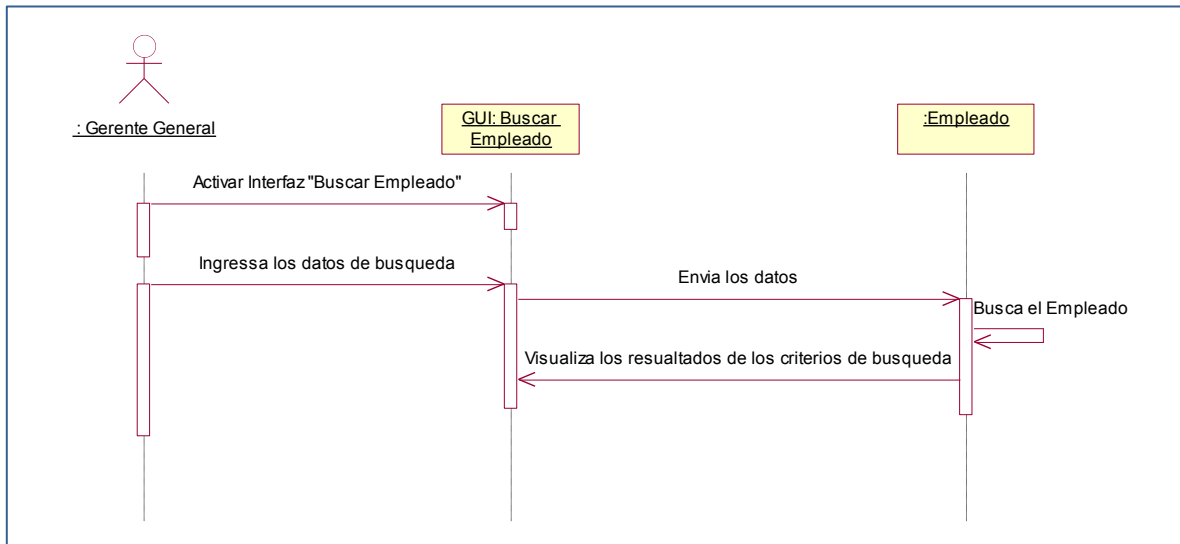 : Gerente General
GUI: Buscar
Empleado
:Empleado
Activar Interfaz "Buscar Empleado"
Ingressa los datos de busqueda
Envia los datos
Busca el Empleado
Visualiza los resualtados de los criterios de busqueda